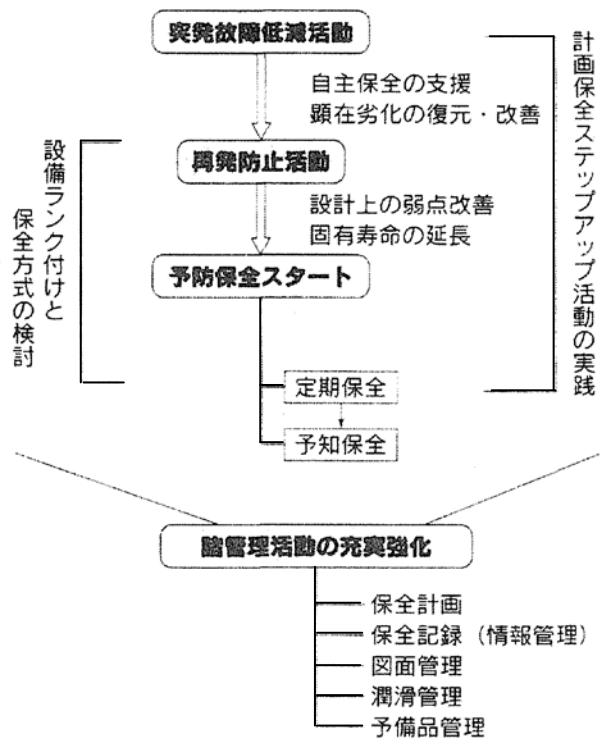 突発故障低減活動
自主保全の支援
顕在劣化の復元・改善
再発防止活動
設計上の弱点改善
固有寿命の延長
予防保全スタート
定期保全
予知保全
設備ランク付けと
保全方式の検討
計画保全ステップアップ活動の実践
諸管理活動の充実強化
保全計画
保全記録（情報管理）
図面管理
潤滑管理
予備品管理